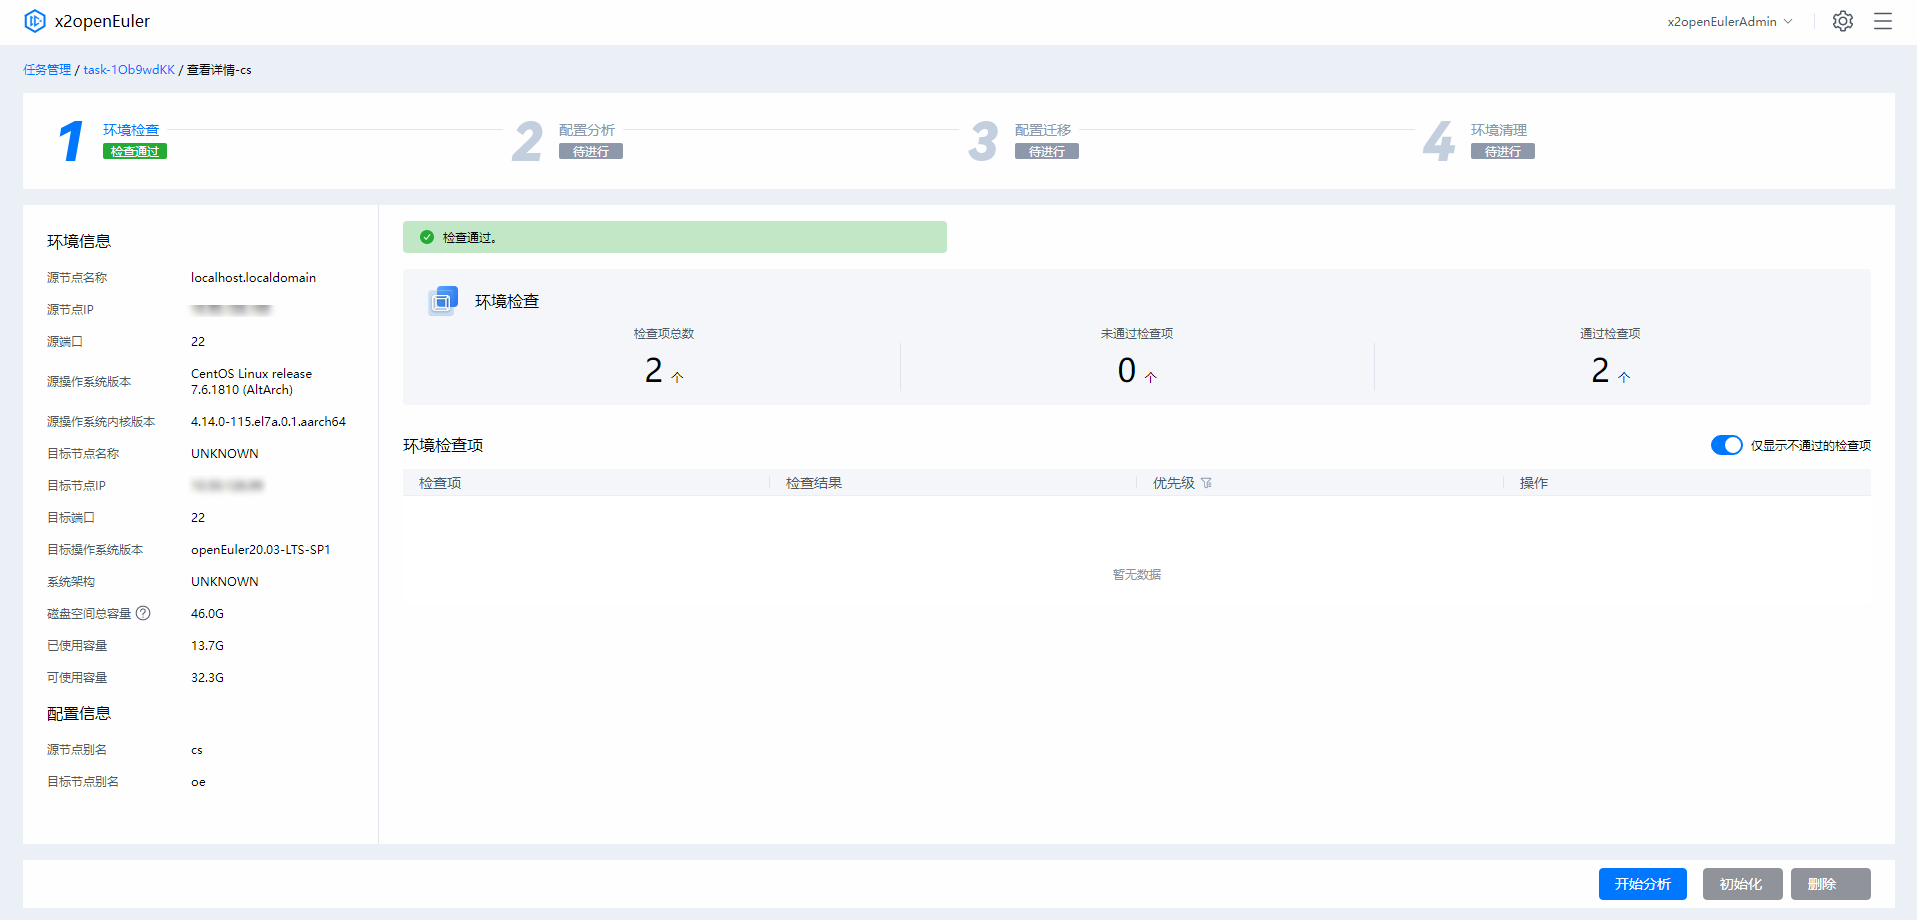 x2openEuler
x2openEulerAdmin
任务管理 / task-1Ob9wdKK / 查看详情-cs
1 环境检查
检查通过
2 配置分析
待进行
3 配置迁移
待进行
4 环境清理
待进行
环境信息
源节点名称 localhost.localdomain
源节点IP
源端口 22
源操作系统版本 CentOS Linux release
7.6.1810 (AltArch)
源操作系统内核版本 4.14.0-115.el7a.0.1.aarch64
目标节点名称 UNKNOWN
目标节点IP
目标端口 22
目标操作系统版本 openEuler20.03-LTS-SP1
系统架构 UNKNOWN
磁盘空间总容量 ? 46.0G
已使用容量 13.7G
可使用容量 32.3G
配置信息
源节点别名 cs
目标节点别名 oe
检查通过。
环境检查
检查项总数 未通过检查项 通过检查项
2 个 0 个 2 个
环境检查项 仅显示不通过的检查项
检查项 检查结果 优先级 操作
暂无数据
开始分析 初始化 删除